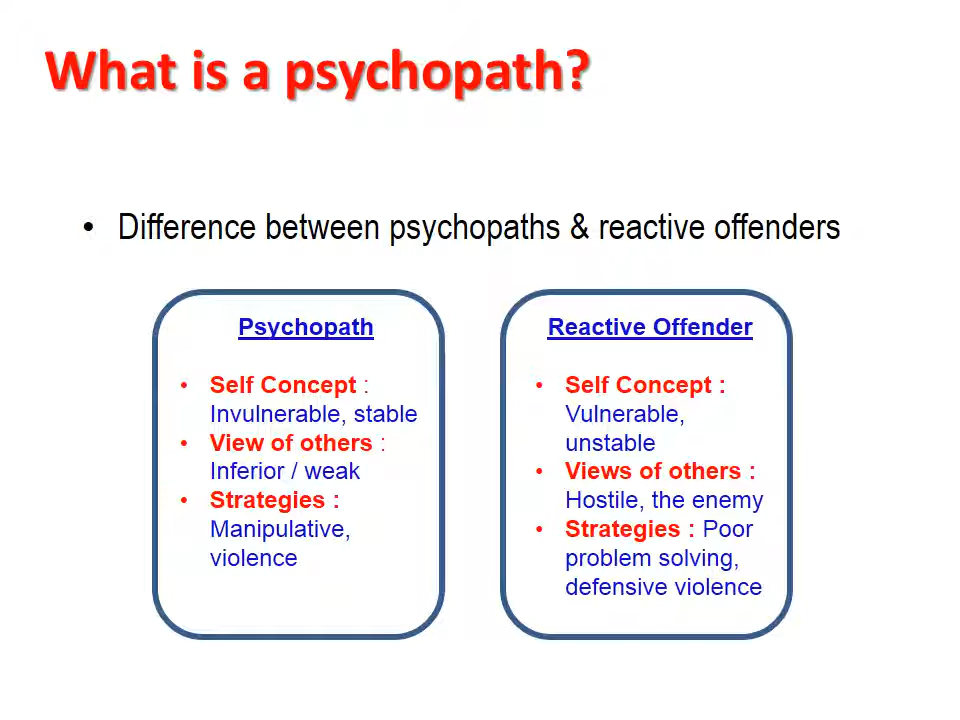 What is a psychopath?
• Difference between psychopaths & reactive offenders
Psychopath
• Self Concept :
Invulnerable, stable
• View of others :
Inferior / weak
• Strategies :
Manipulative,
violence
Reactive Offender
• Self Concept :
Vulnerable,
unstable
• Views of others :
Hostile, the enemy
• Strategies : Poor
problem solving,
defensive violence